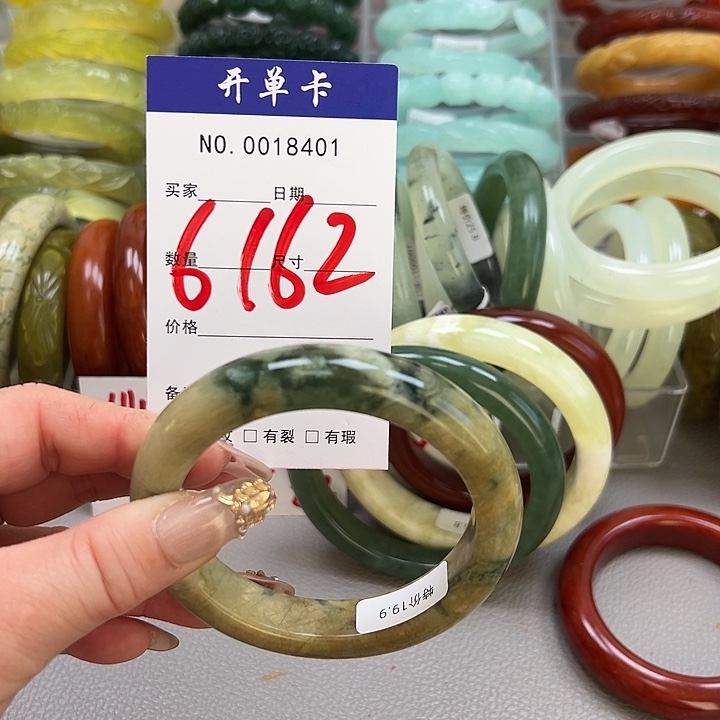 开单卡
NO. 0018401
买家 日期
6162
数量 尺寸
价格
备
□ 有裂 □ 有瑕
特价19.9